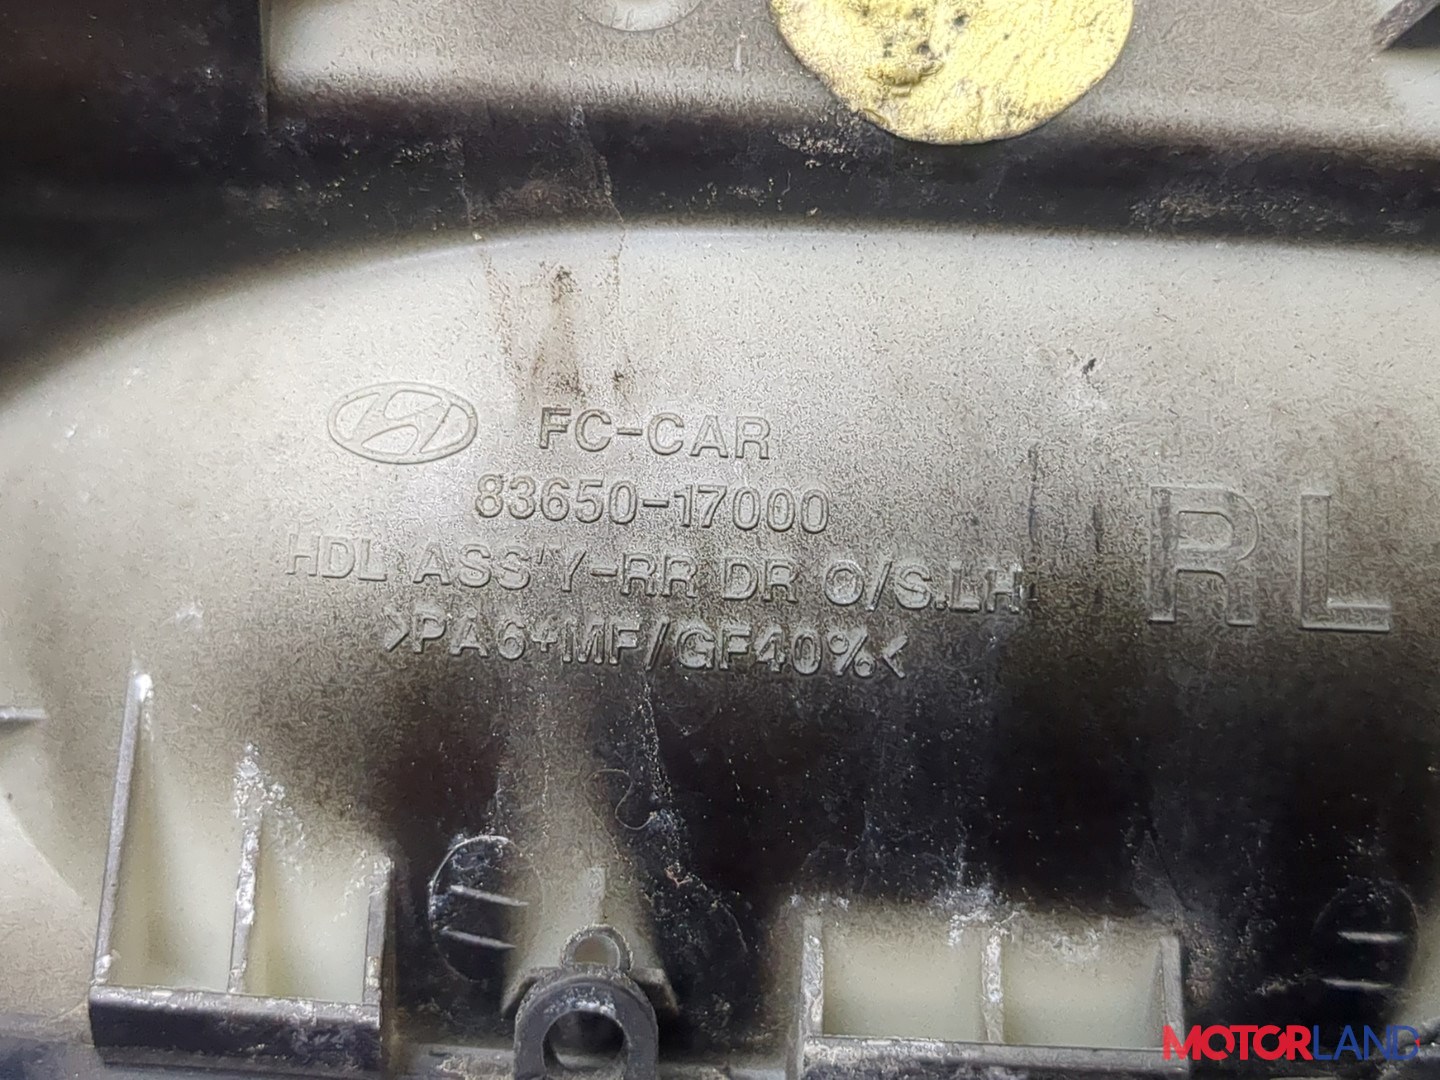 FC-CAR
83650-17000
HDL ASS'Y-RR DR O/S.LH
>PA6+MF/GF40%<
RL
MOTORLAND